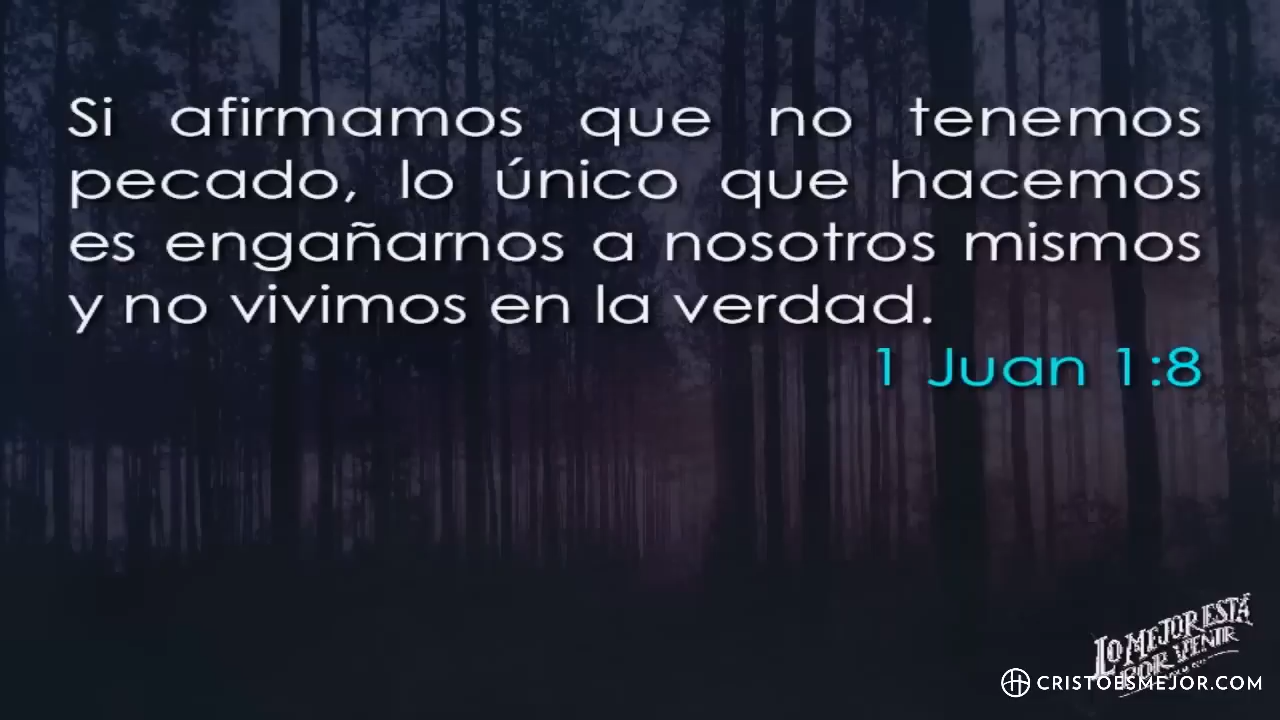 Si afirmamos que no tenemos
pecado, lo único que hacemos
es engañarnos a nosotros mismos
y no vivimos en la verdad.
1 Juan 1:8
LO MEJOR ESTÁ
POR VENIR
CRISTOESMEJOR.COM